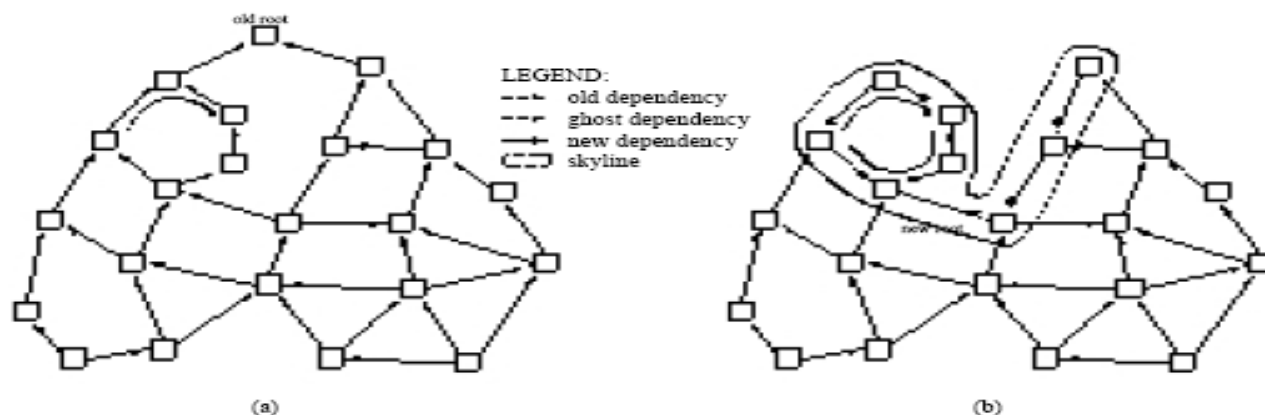 old root
LEGEND:
old dependency
ghost dependency
new dependency
skyline
new root
(a)
(b)